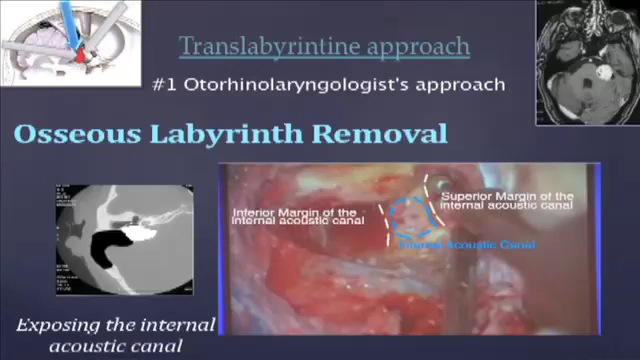 Translabyrintine approach
#1 Otorhinolaryngologist's approach
Osseous Labyrinth Removal
Inferior Margin of the
internal acoustic canal
Superior Margin of the
internal acoustic canal
Internal Acoustic Canal
Exposing the internal
acoustic canal